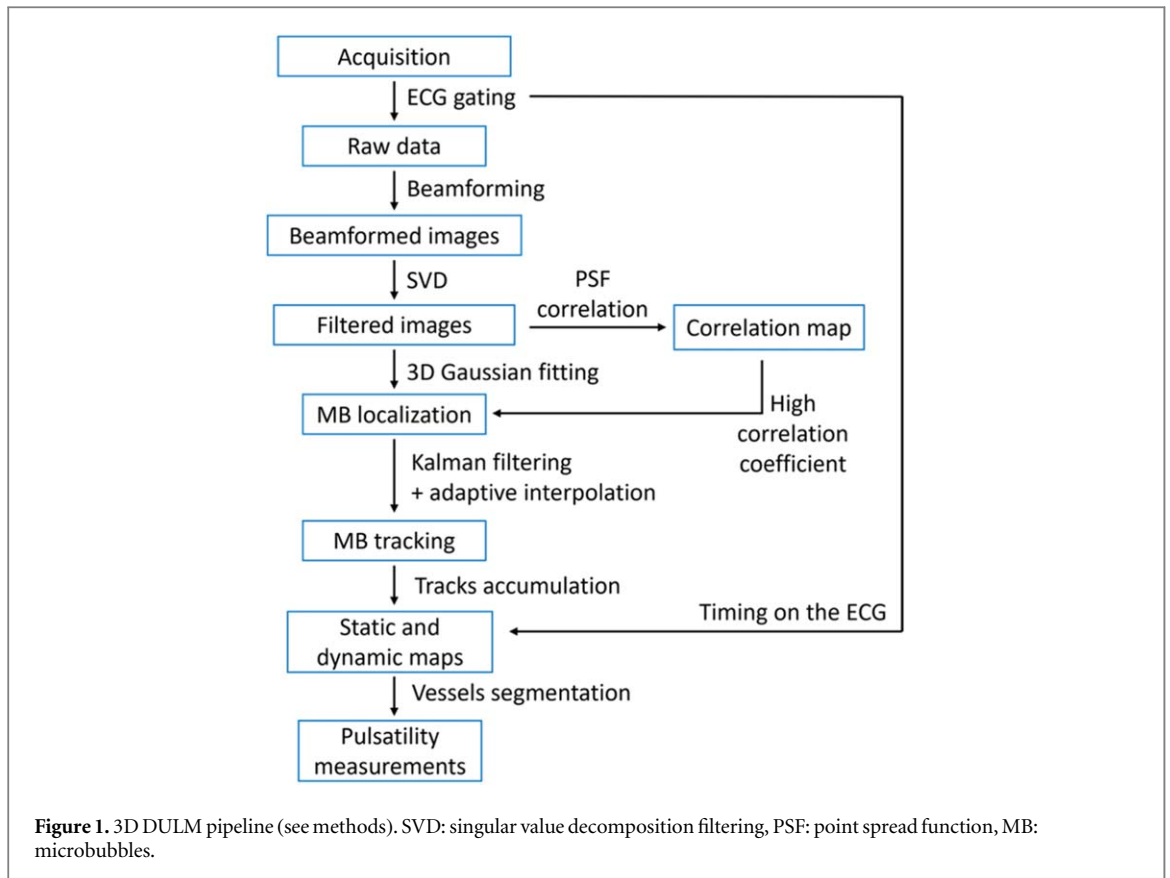 Acquisition
ECG gating
Raw data
Beamforming
Beamformed images
SVD
PSF
correlation
Filtered images
Correlation map
3D Gaussian fitting
MB localization
High
correlation
coefficient
Kalman filtering
+ adaptive interpolation
MB tracking
Tracks accumulation
Timing on the ECG
Static and
dynamic maps
Vessels segmentation
Pulsatility
measurements
Figure 1. 3D DULM pipeline (see methods). SVD: singular value decomposition filtering, PSF: point spread function, MB:
microbubbles.